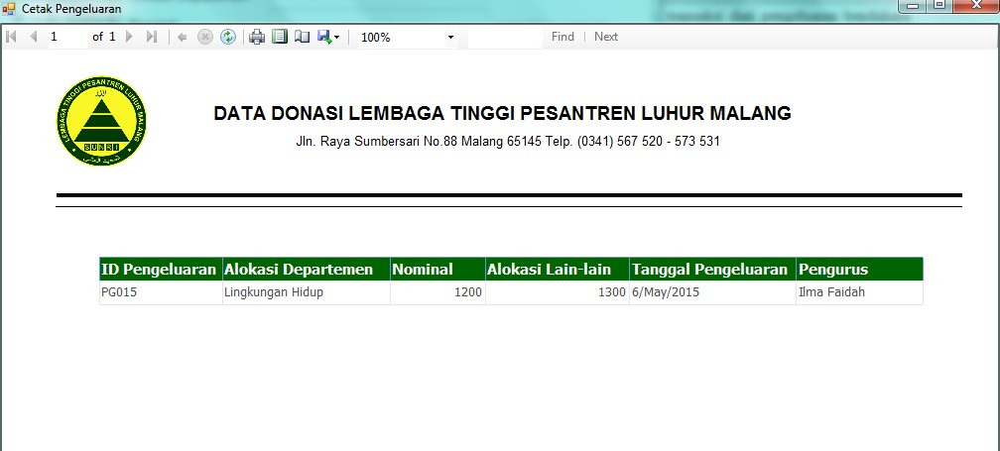 Cetak Pengeluaran
1 of 1 100% Find Next
LEMBAGA TINGGI PESANTREN LUHUR MALANG
SUNRI
DATA DONASI LEMBAGA TINGGI PESANTREN LUHUR MALANG
Jln. Raya Sumbersari No.88 Malang 65145 Telp. (0341) 567 520 - 573 531
ID Pengeluaran Alokasi Departemen Nominal Alokasi Lain-lain Tanggal Pengeluaran Pengurus
PG015 Lingkungan Hidup 1200 1300 6/May/2015 Ilma Faidah